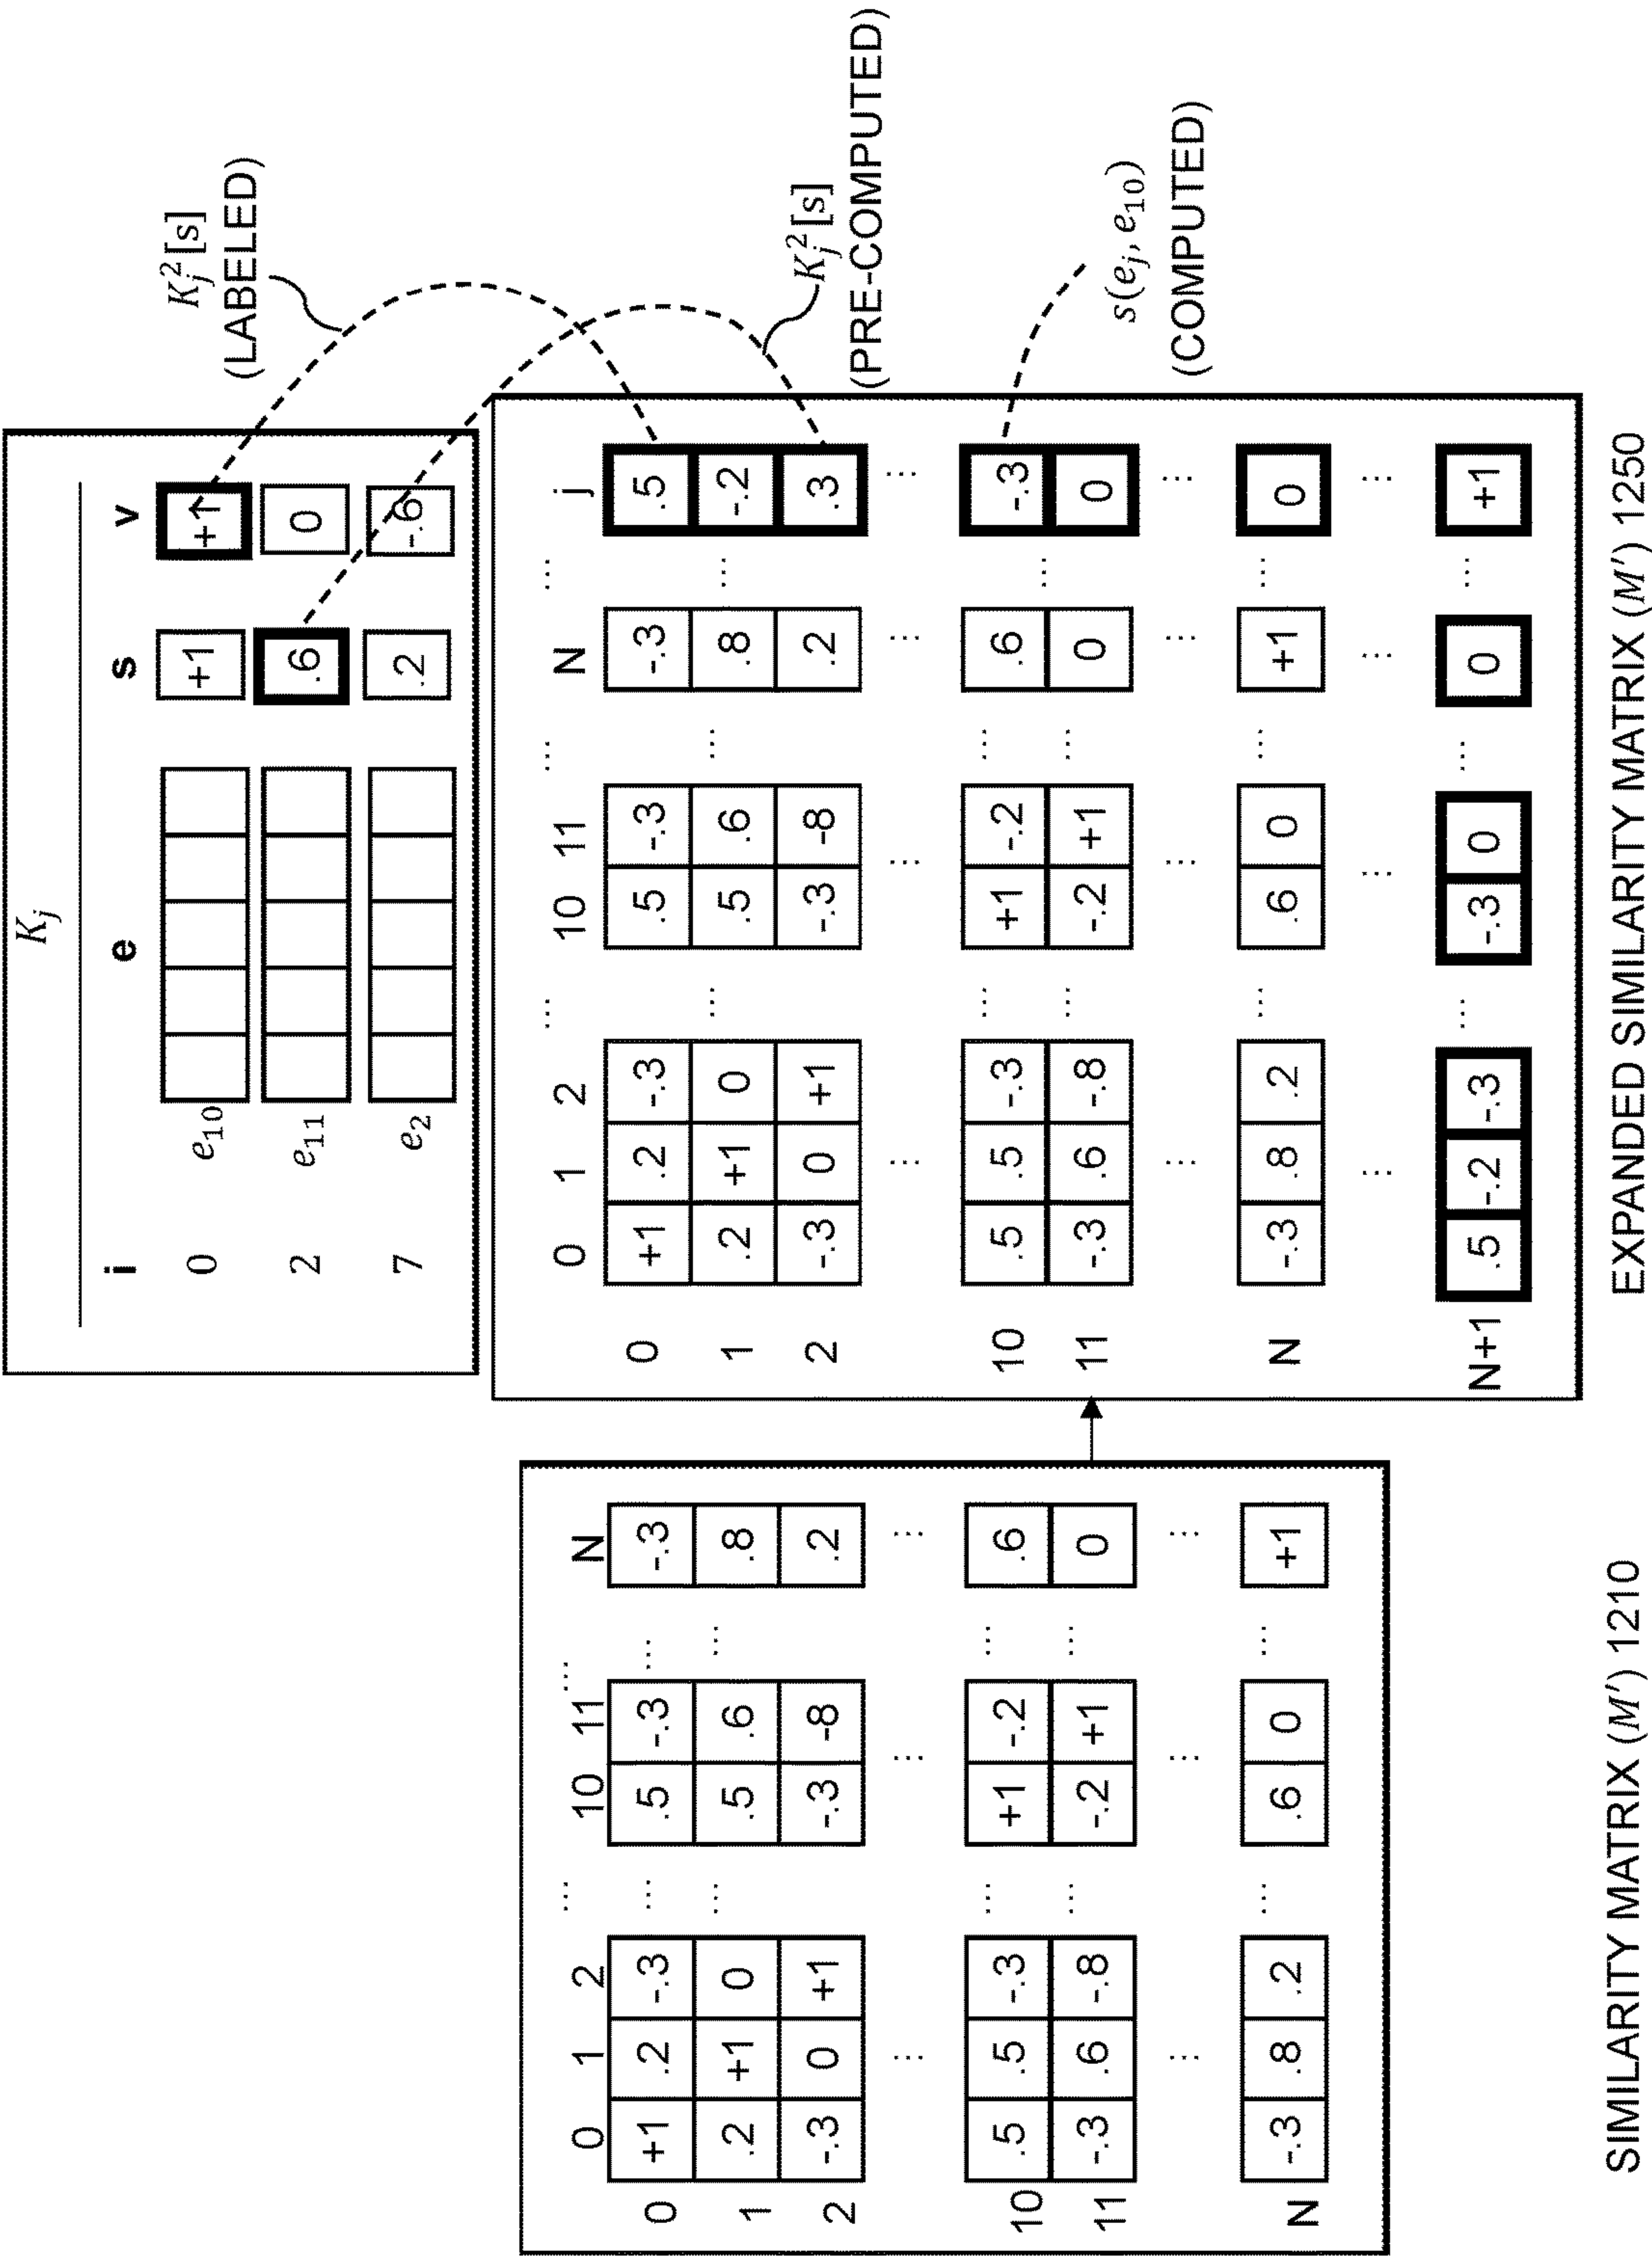 K_j
i e s v
0 e_10 +1 +1
2 e_11 .6 0
7 e_2 .2 -.6
K_j^2[s]
(LABELED)
K_j^2[s]
(PRE-COMPUTED)
s(e_j, e_10)
(COMPUTED)
0 1 2 ... 10 11 ... N
0 +1 .2 -.3 ... .5 -.3 ... -.3
1 .2 +1 0 ... .5 .6 ... .8
2 -.3 0 +1 -.3 -8 .2
... ... ...
10 .5 .5 -.3 ... +1 -.2 ... .6
11 -.3 .6 -.8 ... -.2 +1 ... 0
... ... ...
N -.3 .8 .2 ... .6 0 ... +1
SIMILARITY MATRIX (M') 1210
0 1 2 ... 10 11 ... N ... j
0 +1 .2 -.3 .5 -.3 -.3 .5
1 .2 +1 0 ... .5 .6 ... .8 ... -.2
2 -.3 0 +1 -.3 -8 .2 .3
... ... ... ...
10 .5 .5 -.3 ... +1 -.2 ... .6 ... -.3
11 -.3 .6 -.8 ... -.2 +1 ... 0 0
... ... ... ...
N -.3 .8 .2 ... .6 0 ... +1 ... 0
... ... ... ...
N+1 .5 -.2 -.3 ... -.3 0 ... 0 ... +1
EXPANDED SIMILARITY MATRIX (M') 1250